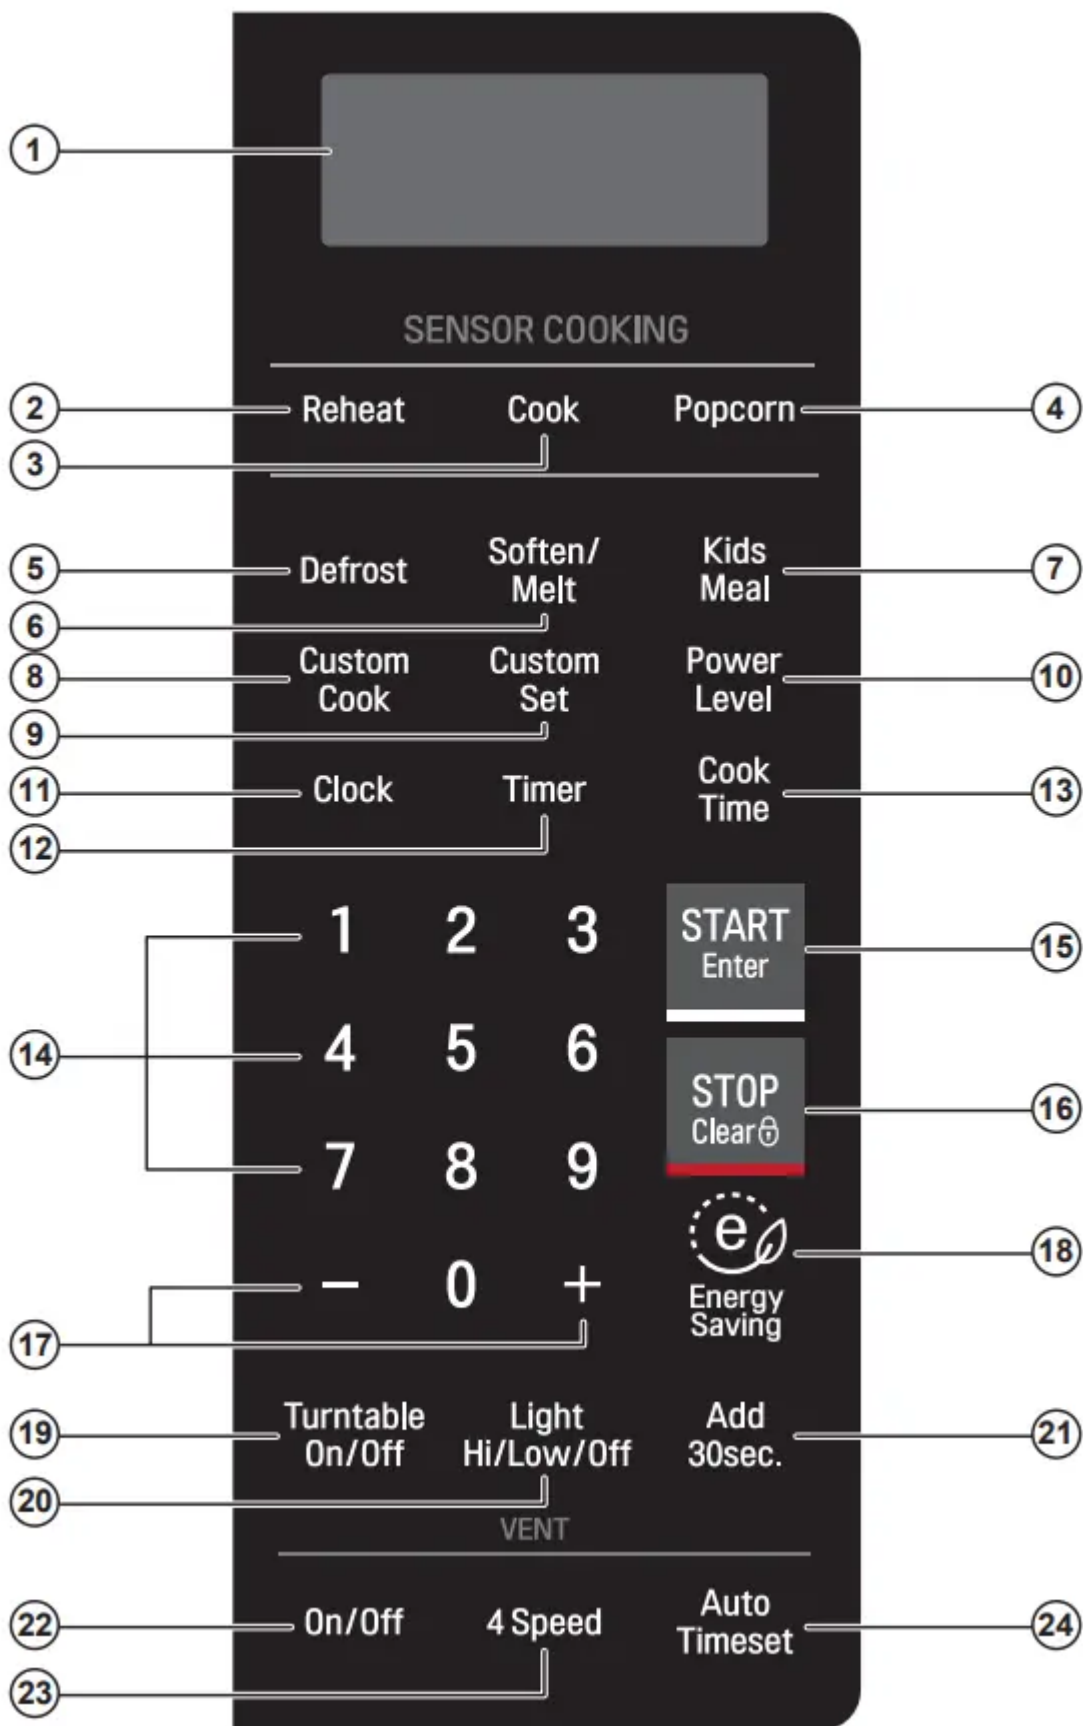 1
SENSOR COOKING
2 Reheat Cook Popcorn 4
3
5 Defrost Soften/ Kids 7
Melt Meal
6
8 Custom Custom Power 10
Cook Set Level
9
11 Clock Timer Cook 13
Time
12
1 2 3 START 15
Enter
14 4 5 6
STOP 16
Clear
7 8 9
e 18
− 0 + Energy
Saving
17
19 Turntable Light Add 21
On/Off Hi/Low/Off 30sec.
20
VENT
22 On/Off 4 Speed Auto 24
Timeset
23